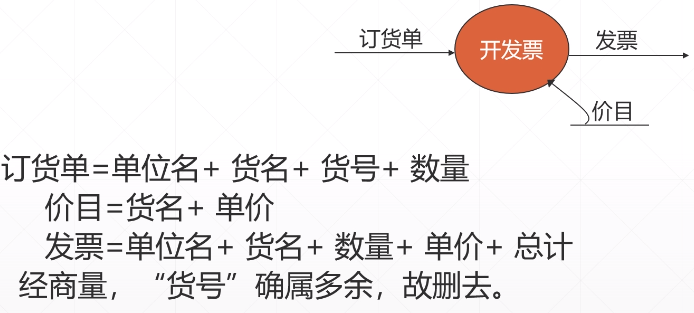 订货单
开发票
发票
价目
订货单=单位名+ 货名+ 货号+ 数量
价目=货名+ 单价
发票=单位名+ 货名+ 数量+ 单价+ 总计
经商量，“货号”确属多余，故删去。